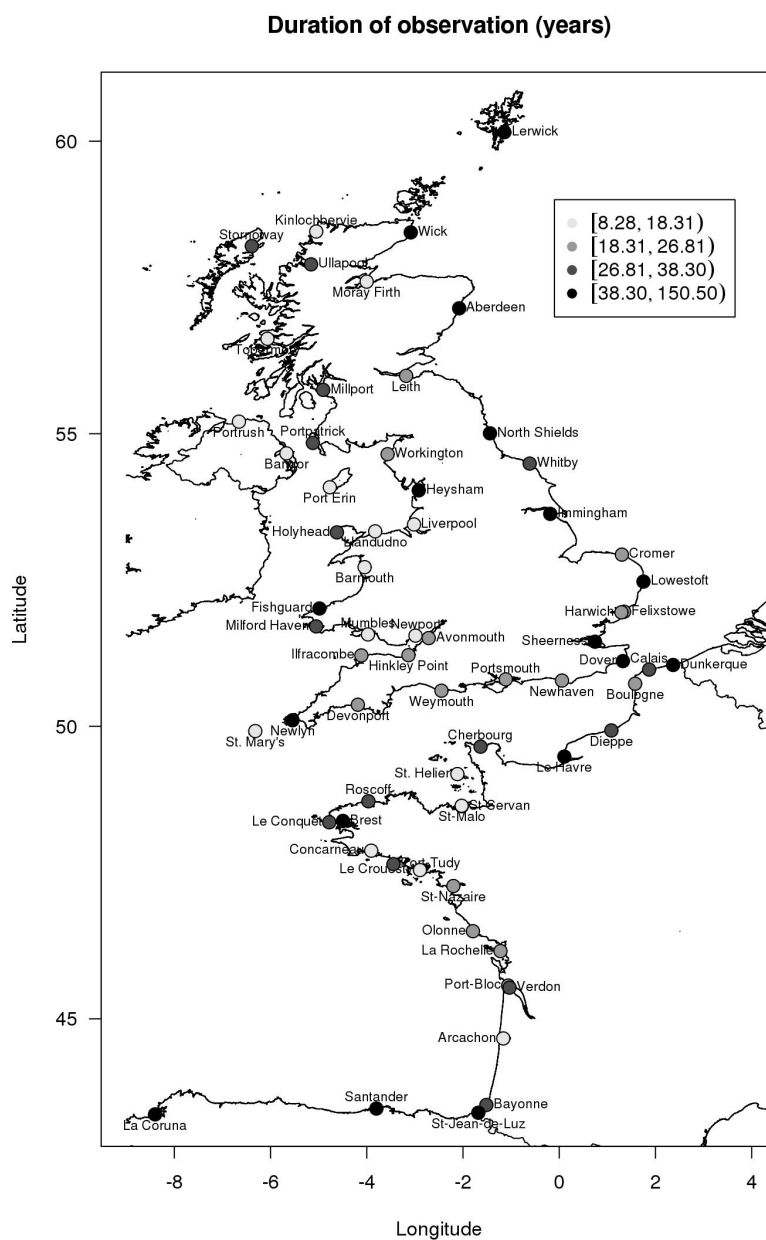 Duration of observation (years)
60
55
50
45
Latitude
-8
-6
-4
-2
0
2
4
Longitude
[8.28, 18.31)
[18.31, 26.81)
[26.81, 38.30)
[38.30, 150.50)
Lerwick
Kinlochbervie
Stornoway
Wick
Ullapool
Moray Firth
Aberdeen
Tobermory
Millport
Leith
Portrush
Portpatrick
North Shields
Bangor
Workington
Whitby
Port Erin
Heysham
Holyhead
Llandudno
Liverpool
Immingham
Barmouth
Cromer
Fishguard
Lowestoft
Milford Haven
Mumbles
Newport
Avonmouth
Harwich
Felixstowe
Ilfracombe
Hinkley Point
Sheerness
Portsmouth
Dover
Calais
Dunkerque
Newhaven
Boulogne
Weymouth
Devonport
Newlyn
St. Mary's
Cherbourg
Dieppe
Le Havre
St. Helier
Roscoff
St-Servan
St-Malo
Le Conquet
Brest
Concarneau
Port-Tudy
Le Crouesty
St-Nazaire
Olonne
La Rochelle
Port-Bloc
Verdon
Arcachon
Santander
Bayonne
La Coruna
St-Jean-de-Luz